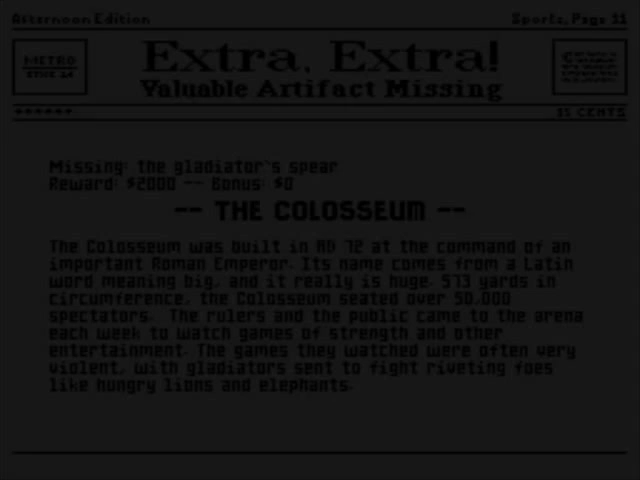 Afternoon Edition
Sports, Page 11
METRO
Extra, Extra!
Valuable Artifact Missing
35 CENTS
Missing: the gladiator's spear
Reward: $2000 -- Bonus: $0
-- THE COLOSSEUM --
The Colosseum was built in AD 72 at the command of an
important Roman Emperor. Its name comes from a Latin
word meaning big, and it really is huge. 573 yards in
circumference, the Colosseum seated over 50,000
spectators. The rulers and the public came to the arena
each week to watch games of strength and other
entertainment. The games they watched were often very
violent, with gladiators sent to fight riveting foes
like hungry lions and elephants.